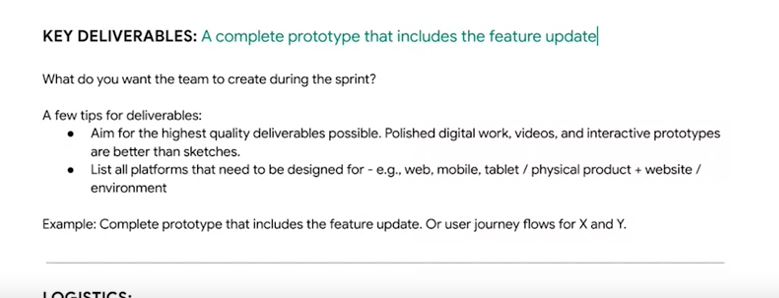 KEY DELIVERABLES: A complete prototype that includes the feature update
What do you want the team to create during the sprint?
A few tips for deliverables:
● Aim for the highest quality deliverables possible. Polished digital work, videos, and interactive prototypes
are better than sketches.
● List all platforms that need to be designed for - e.g., web, mobile, tablet / physical product + website /
environment
Example: Complete prototype that includes the feature update. Or user journey flows for X and Y.
LOGISTICS: